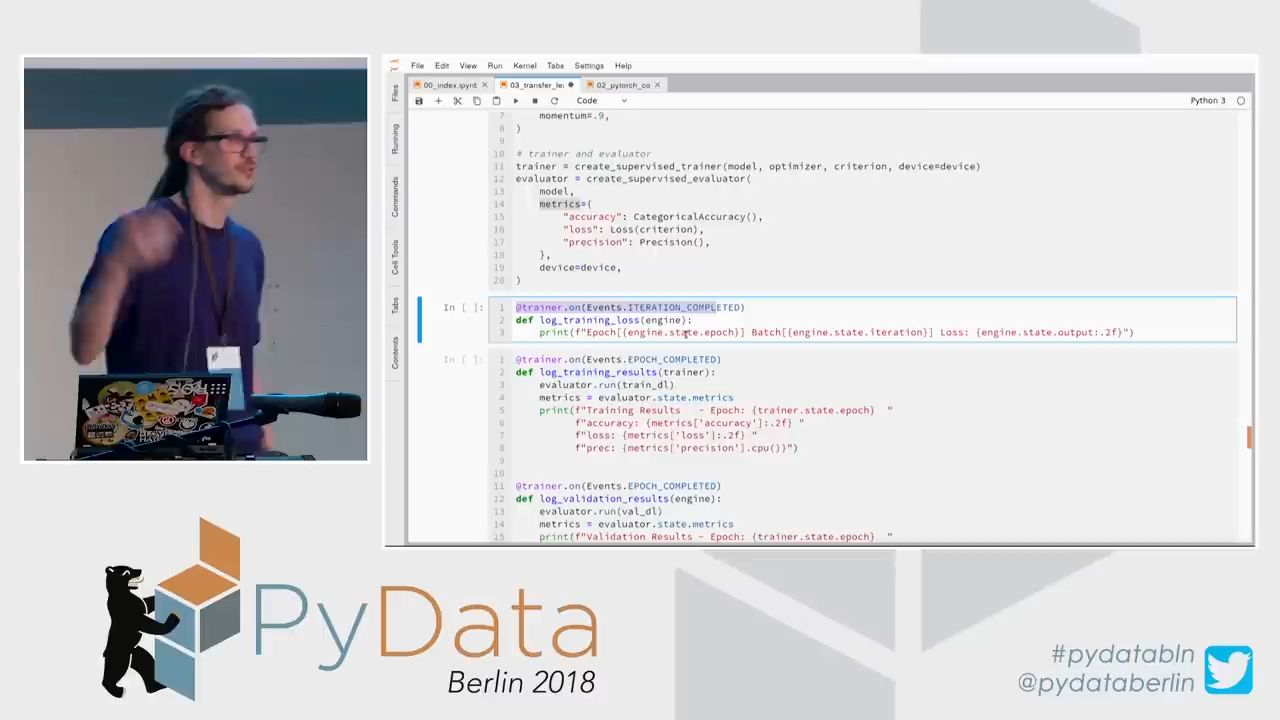 File Edit View Run Kernel Tabs Settings Help
00_index.ipynt × 03_transfer_le 02_pytorch_co ×
Code
Python 3
Files
Running
Commands
Cell Tools
Tabs
Contents
7 momentum=.9,
8 )
9
10 # trainer and evaluator
11 trainer = create_supervised_trainer(model, optimizer, criterion, device=device)
12 evaluator = create_supervised_evaluator(
13 model,
14 metrics={
15 "accuracy": CategoricalAccuracy(),
16 "loss": Loss(criterion),
17 "precision": Precision(),
18 },
19 device=device,
20 )
In [ ]:
1 @trainer.on(Events.ITERATION_COMPLETED)
2 def log_training_loss(engine):
3 print(f"Epoch[{engine.state.epoch}] Batch[{engine.state.iteration}] Loss: {engine.state.output:.2f}")
In [ ]:
1 @trainer.on(Events.EPOCH_COMPLETED)
2 def log_training_results(trainer):
3 evaluator.run(train_dl)
4 metrics = evaluator.state.metrics
5 print(f"Training Results - Epoch: {trainer.state.epoch} "
6 f"accuracy: {metrics['accuracy']:.2f} "
7 f"loss: {metrics['loss']:.2f} "
8 f"prec: {metrics['precision'].cpu()}")
9
10
11 @trainer.on(Events.EPOCH_COMPLETED)
12 def log_validation_results(engine):
13 evaluator.run(val_dl)
14 metrics = evaluator.state.metrics
15 print(f"Validation Results - Epoch: {trainer.state.epoch} "
PyData
Berlin 2018
#pydatabln
@pydataberlin